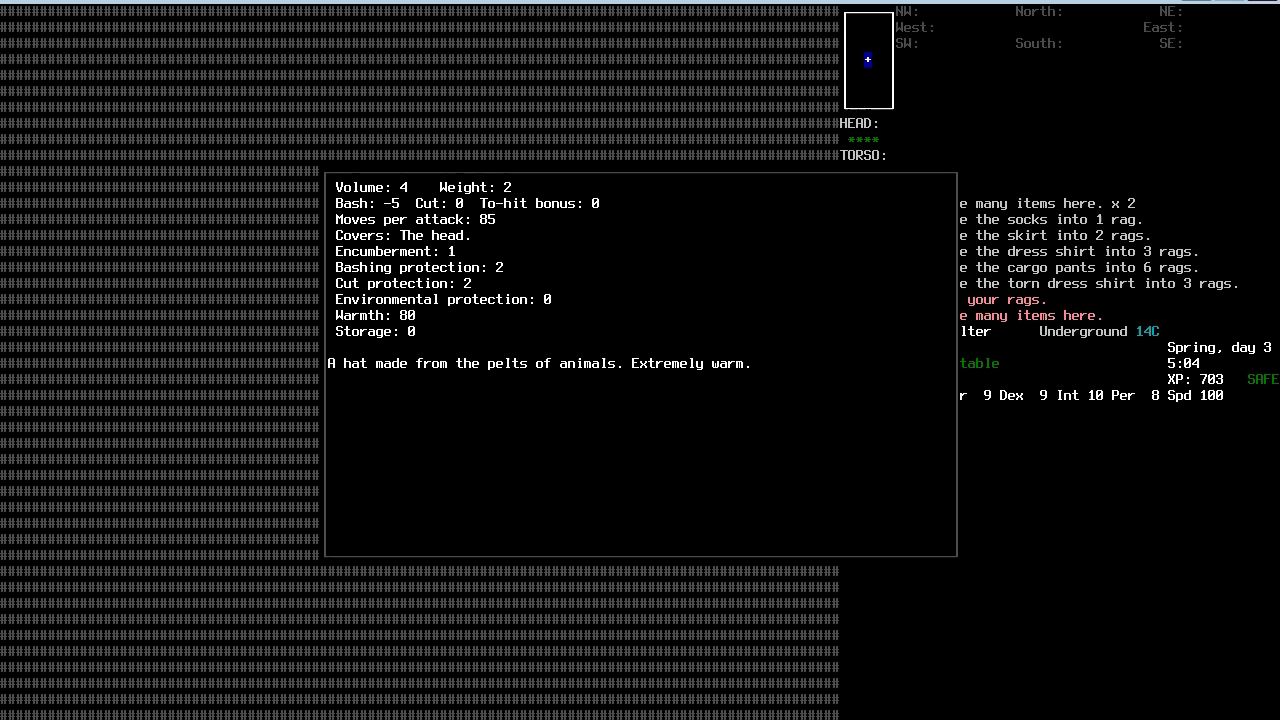 NW: North: NE:
West: East:
SW: South: SE:
+
HEAD:
****
TORSO:
Volume: 4 Weight: 2
Bash: -5 Cut: 0 To-hit bonus: 0
Moves per attack: 85
Covers: The head.
Encumberment: 1
Bashing protection: 2
Cut protection: 2
Environmental protection: 0
Warmth: 80
Storage: 0
A hat made from the pelts of animals. Extremely warm.
e many items here. x 2
e the socks into 1 rag.
e the skirt into 2 rags.
e the dress shirt into 3 rags.
e the cargo pants into 6 rags.
e the torn dress shirt into 3 rags.
your rags.
e many items here.
lter Underground 14C
Spring, day 3
table 5:04
XP: 703 SAFE
r 9 Dex 9 Int 10 Per 8 Spd 100